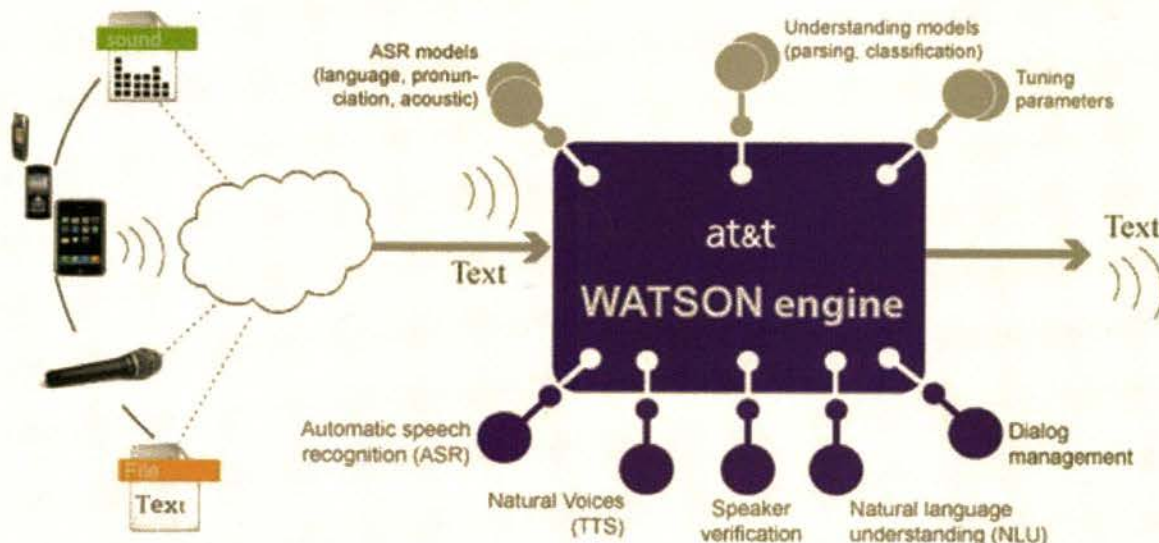 sound
ASR models
(language, pronun-
ciation, acoustic)
Understanding models
(parsing, classification)
Tuning
parameters
Text
at&t
WATSON engine
Text
Automatic speech
recognition (ASR)
Natural Voices
(TTS)
Speaker
verification
Natural language
understanding (NLU)
Dialog
management
File
Text